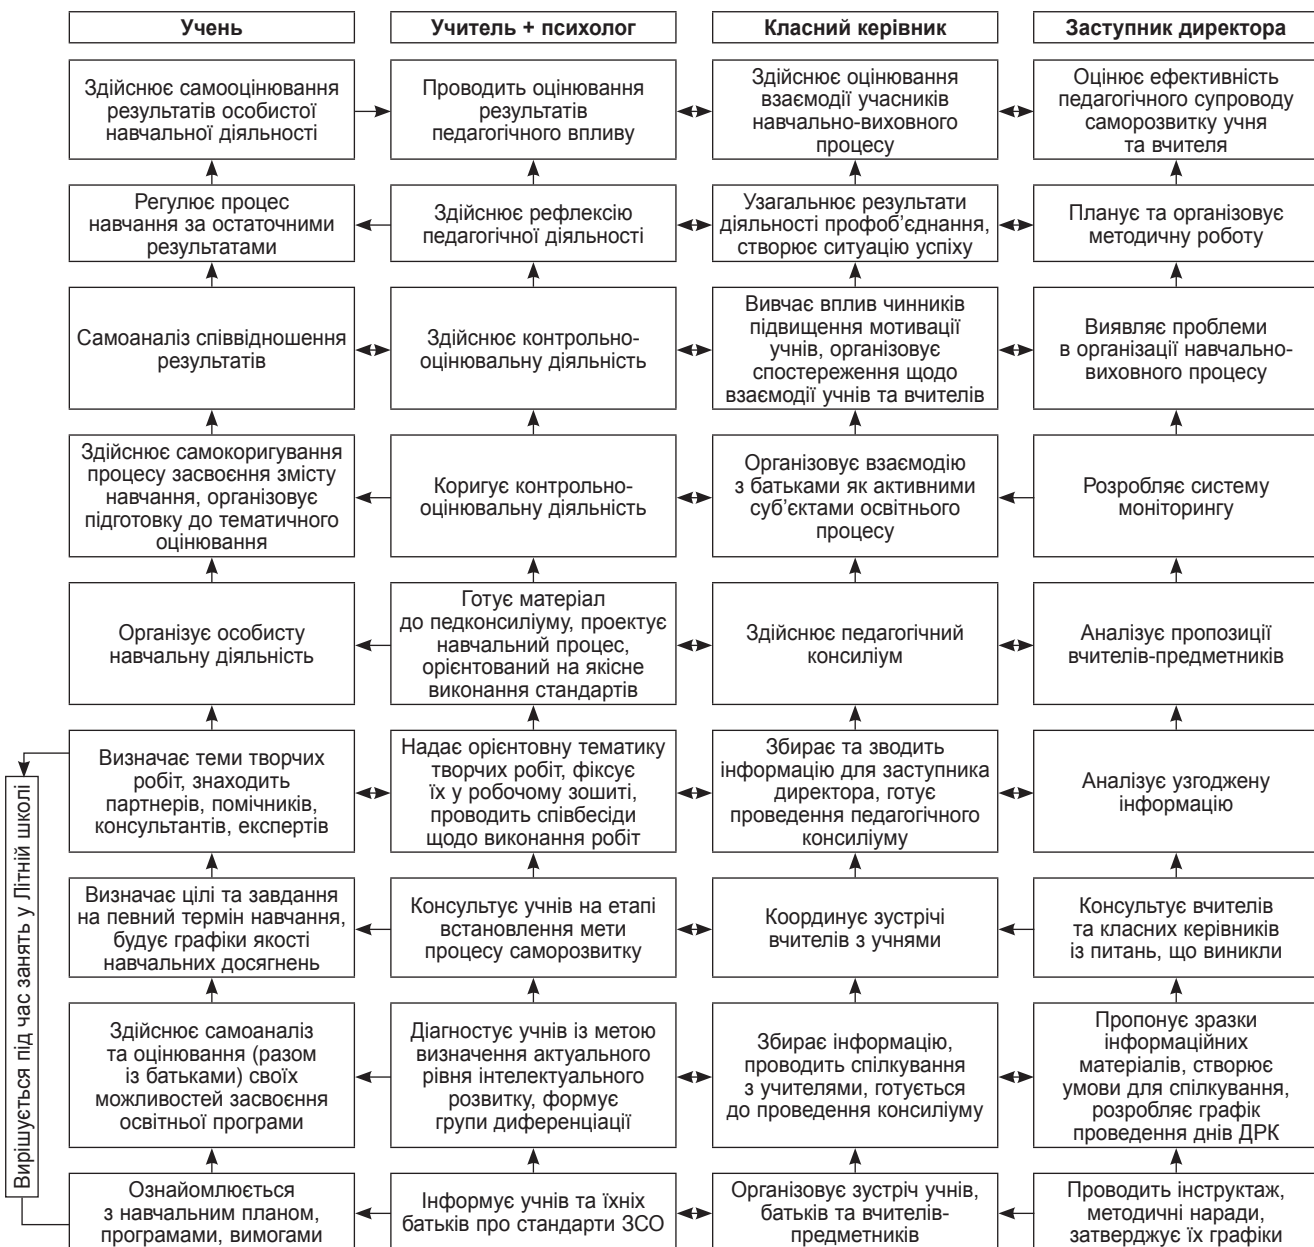 Учень
Учитель + психолог
Класний керівник
Заступник директора
Здійснює самооцінювання
результатів особистої
навчальної діяльності
Проводить оцінювання
результатів
педагогічного впливу
Здійснює оцінювання
взаємодії учасників
навчально-виховного
процесу
Оцінює ефективність
педагогічного супроводу
саморозвитку учня
та вчителя
Регулює процес
навчання за остаточними
результатами
Здійснює рефлексію
педагогічної діяльності
Узагальнює результати
діяльності профоб’єднання,
створює ситуацію успіху
Планує та організовує
методичну роботу
Самоаналіз співвідношення
результатів
Здійснює контрольно-
оцінювальну діяльність
Вивчає вплив чинників
підвищення мотивації
учнів, організовує
спостереження щодо
взаємодії учнів та вчителів
Виявляє проблеми
в організації навчально-
виховного процесу
Здійснює самокоригування
процесу засвоєння змісту
навчання, організовує
підготовку до тематичного
оцінювання
Коригує контрольно-
оцінювальну діяльність
Організовує взаємодію
з батьками як активними
суб’єктами освітнього
процесу
Розробляє систему
моніторингу
Організує особисту
навчальну діяльність
Готує матеріал
до педконсиліуму, проектує
навчальний процес,
орієнтований на якісне
виконання стандартів
Здійснює педагогічний
консиліум
Аналізує пропозиції
вчителів-предметників
Визначає теми творчих
робіт, знаходить
партнерів, помічників,
консультантів, експертів
Надає орієнтовну тематику
творчих робіт, фіксує
їх у робочому зошиті,
проводить співбесіди
щодо виконання робіт
Збирає та зводить
інформацію для заступника
директора, готує
проведення педагогічного
консиліуму
Аналізує узгоджену
інформацію
Визначає цілі та завдання
на певний термін навчання,
будує графіки якості
навчальних досягнень
Консультує учнів на етапі
встановлення мети
процесу саморозвитку
Координує зустрічі
вчителів з учнями
Консультує вчителів
та класних керівників
із питань, що виникли
Здійснює самоаналіз
та оцінювання (разом
із батьками) своїх
можливостей засвоєння
освітньої програми
Діагностує учнів із метою
визначення актуального
рівня інтелектуального
розвитку, формує
групи диференціації
Збирає інформацію,
проводить спілкування
з учителями, готується
до проведення консиліуму
Пропонує зразки
інформаційних
матеріалів, створює
умови для спілкування,
розробляє графік
проведення днів ДРК
Ознайомлюється
з навчальним планом,
програмами, вимогами
Інформує учнів та їхніх
батьків про стандарти ЗСО
Організовує зустріч учнів,
батьків та вчителів-
предметників
Проводить інструктаж,
методичні наради,
затверджує їх графіки
Вирішується під час занять у Літній школі